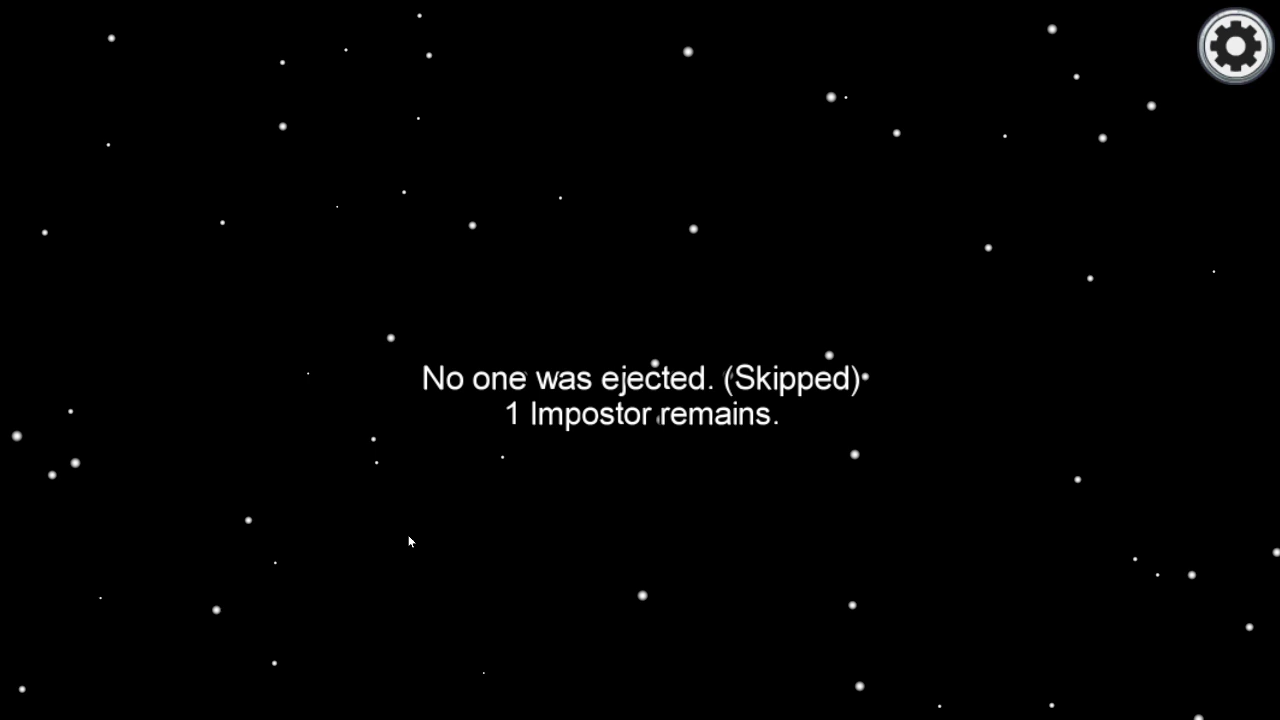 No one was ejected. (Skipped)
1 Impostor remains.